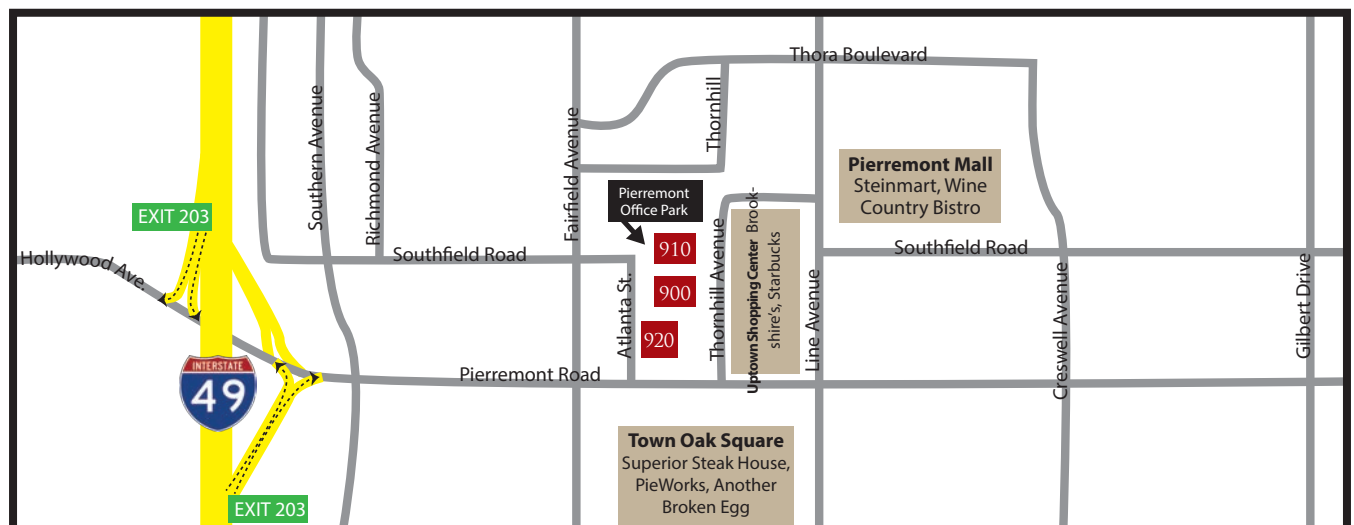 Thora Boulevard
Thornhill
Southern Avenue
Richmond Avenue
Fairfield Avenue
Pierremont Mall
Steinmart, Wine
Country Bistro
Pierremont
Office Park
EXIT 203
910
Southfield Road
Southfield Road
Hollywood Ave.
900
Atlanta St.
Thornhill Avenue
Uptown Shopping Center Brook-
shire's, Starbucks
Line Avenue
Creswell Avenue
Gilbert Drive
920
INTERSTATE
49
Pierremont Road
Town Oak Square
Superior Steak House,
PieWorks, Another
Broken Egg
EXIT 203